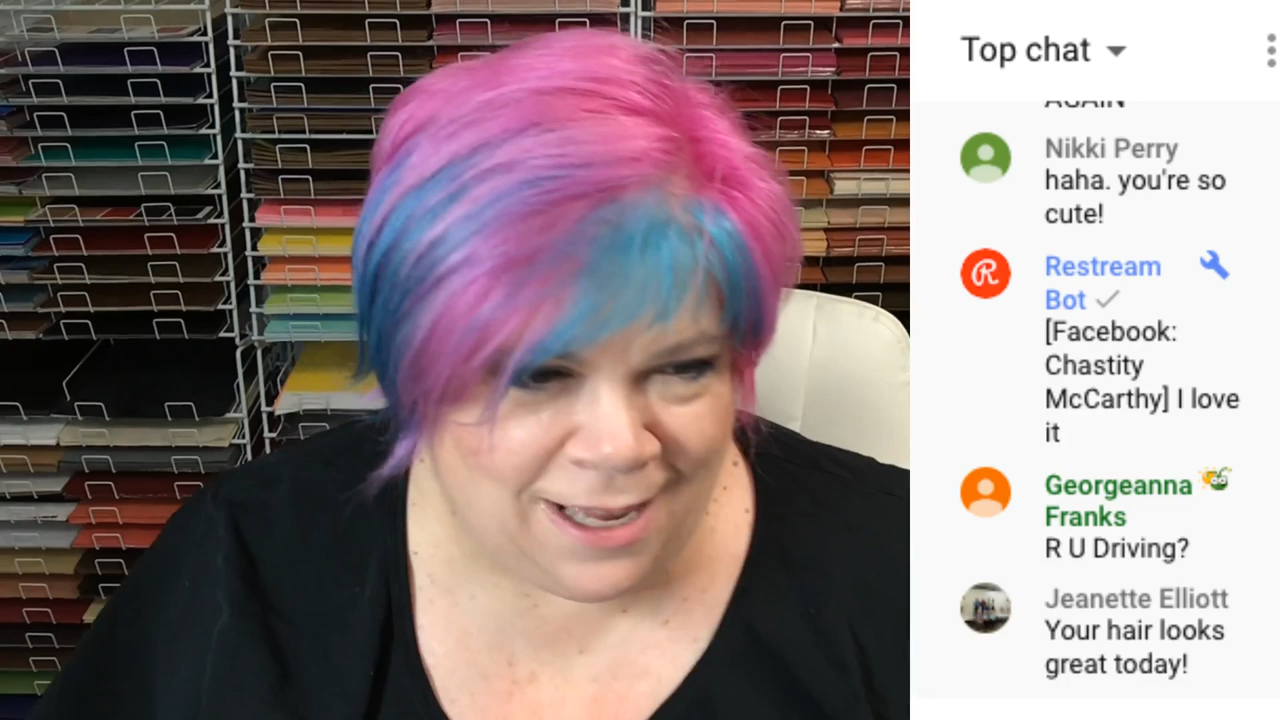 Top chat
AGAIN
Nikki Perry
haha. you're so
cute!
Restream
Bot
[Facebook:
Chastity
McCarthy] I love
it
Georgeanna
Franks
R U Driving?
Jeanette Elliott
Your hair looks
great today!